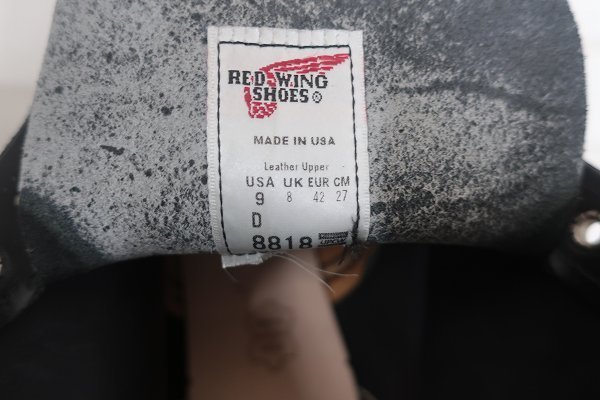 RED WING
SHOES®
MADE IN USA
Leather Upper
USA UK EUR CM
9 8 42 27
D
8818